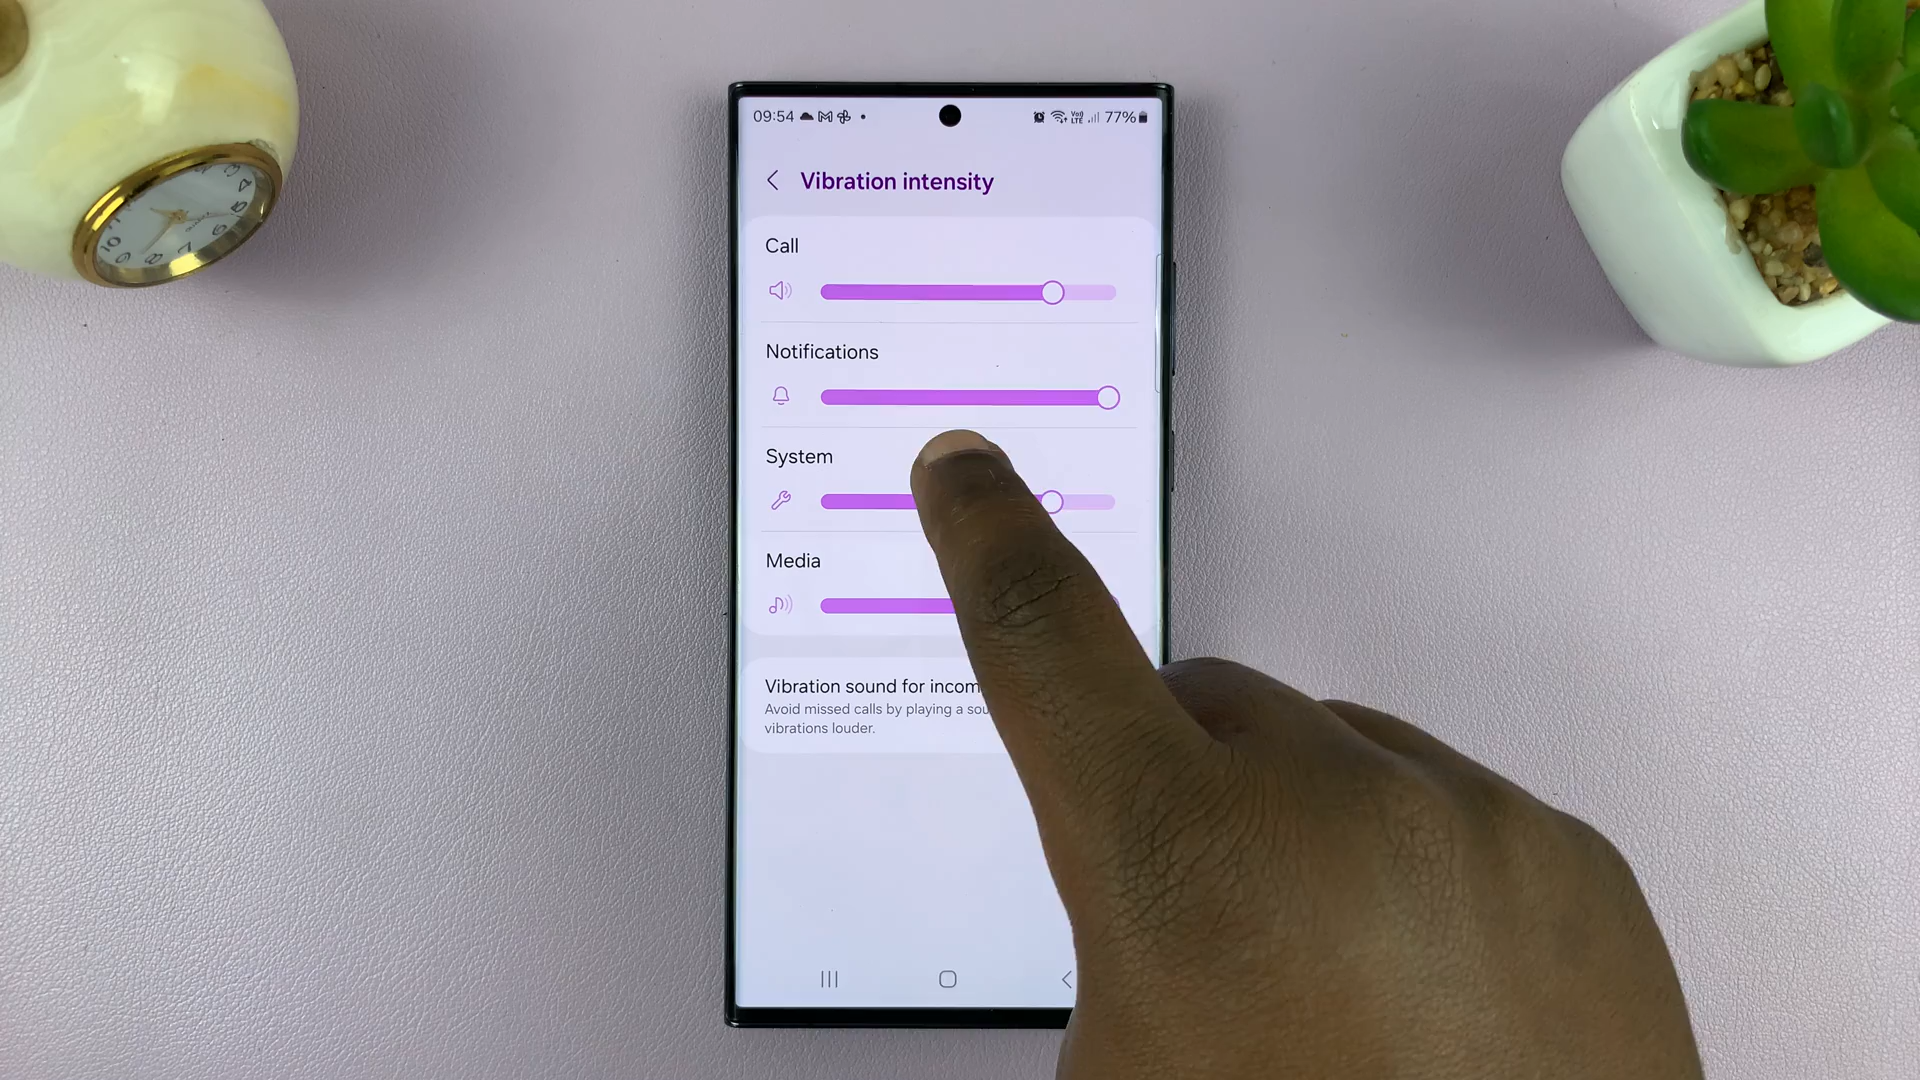 09:54 77%
Vibration intensity
Call
Notifications
System
Media
Vibration sound for incom
Avoid missed calls by playing a sou
vibrations louder.